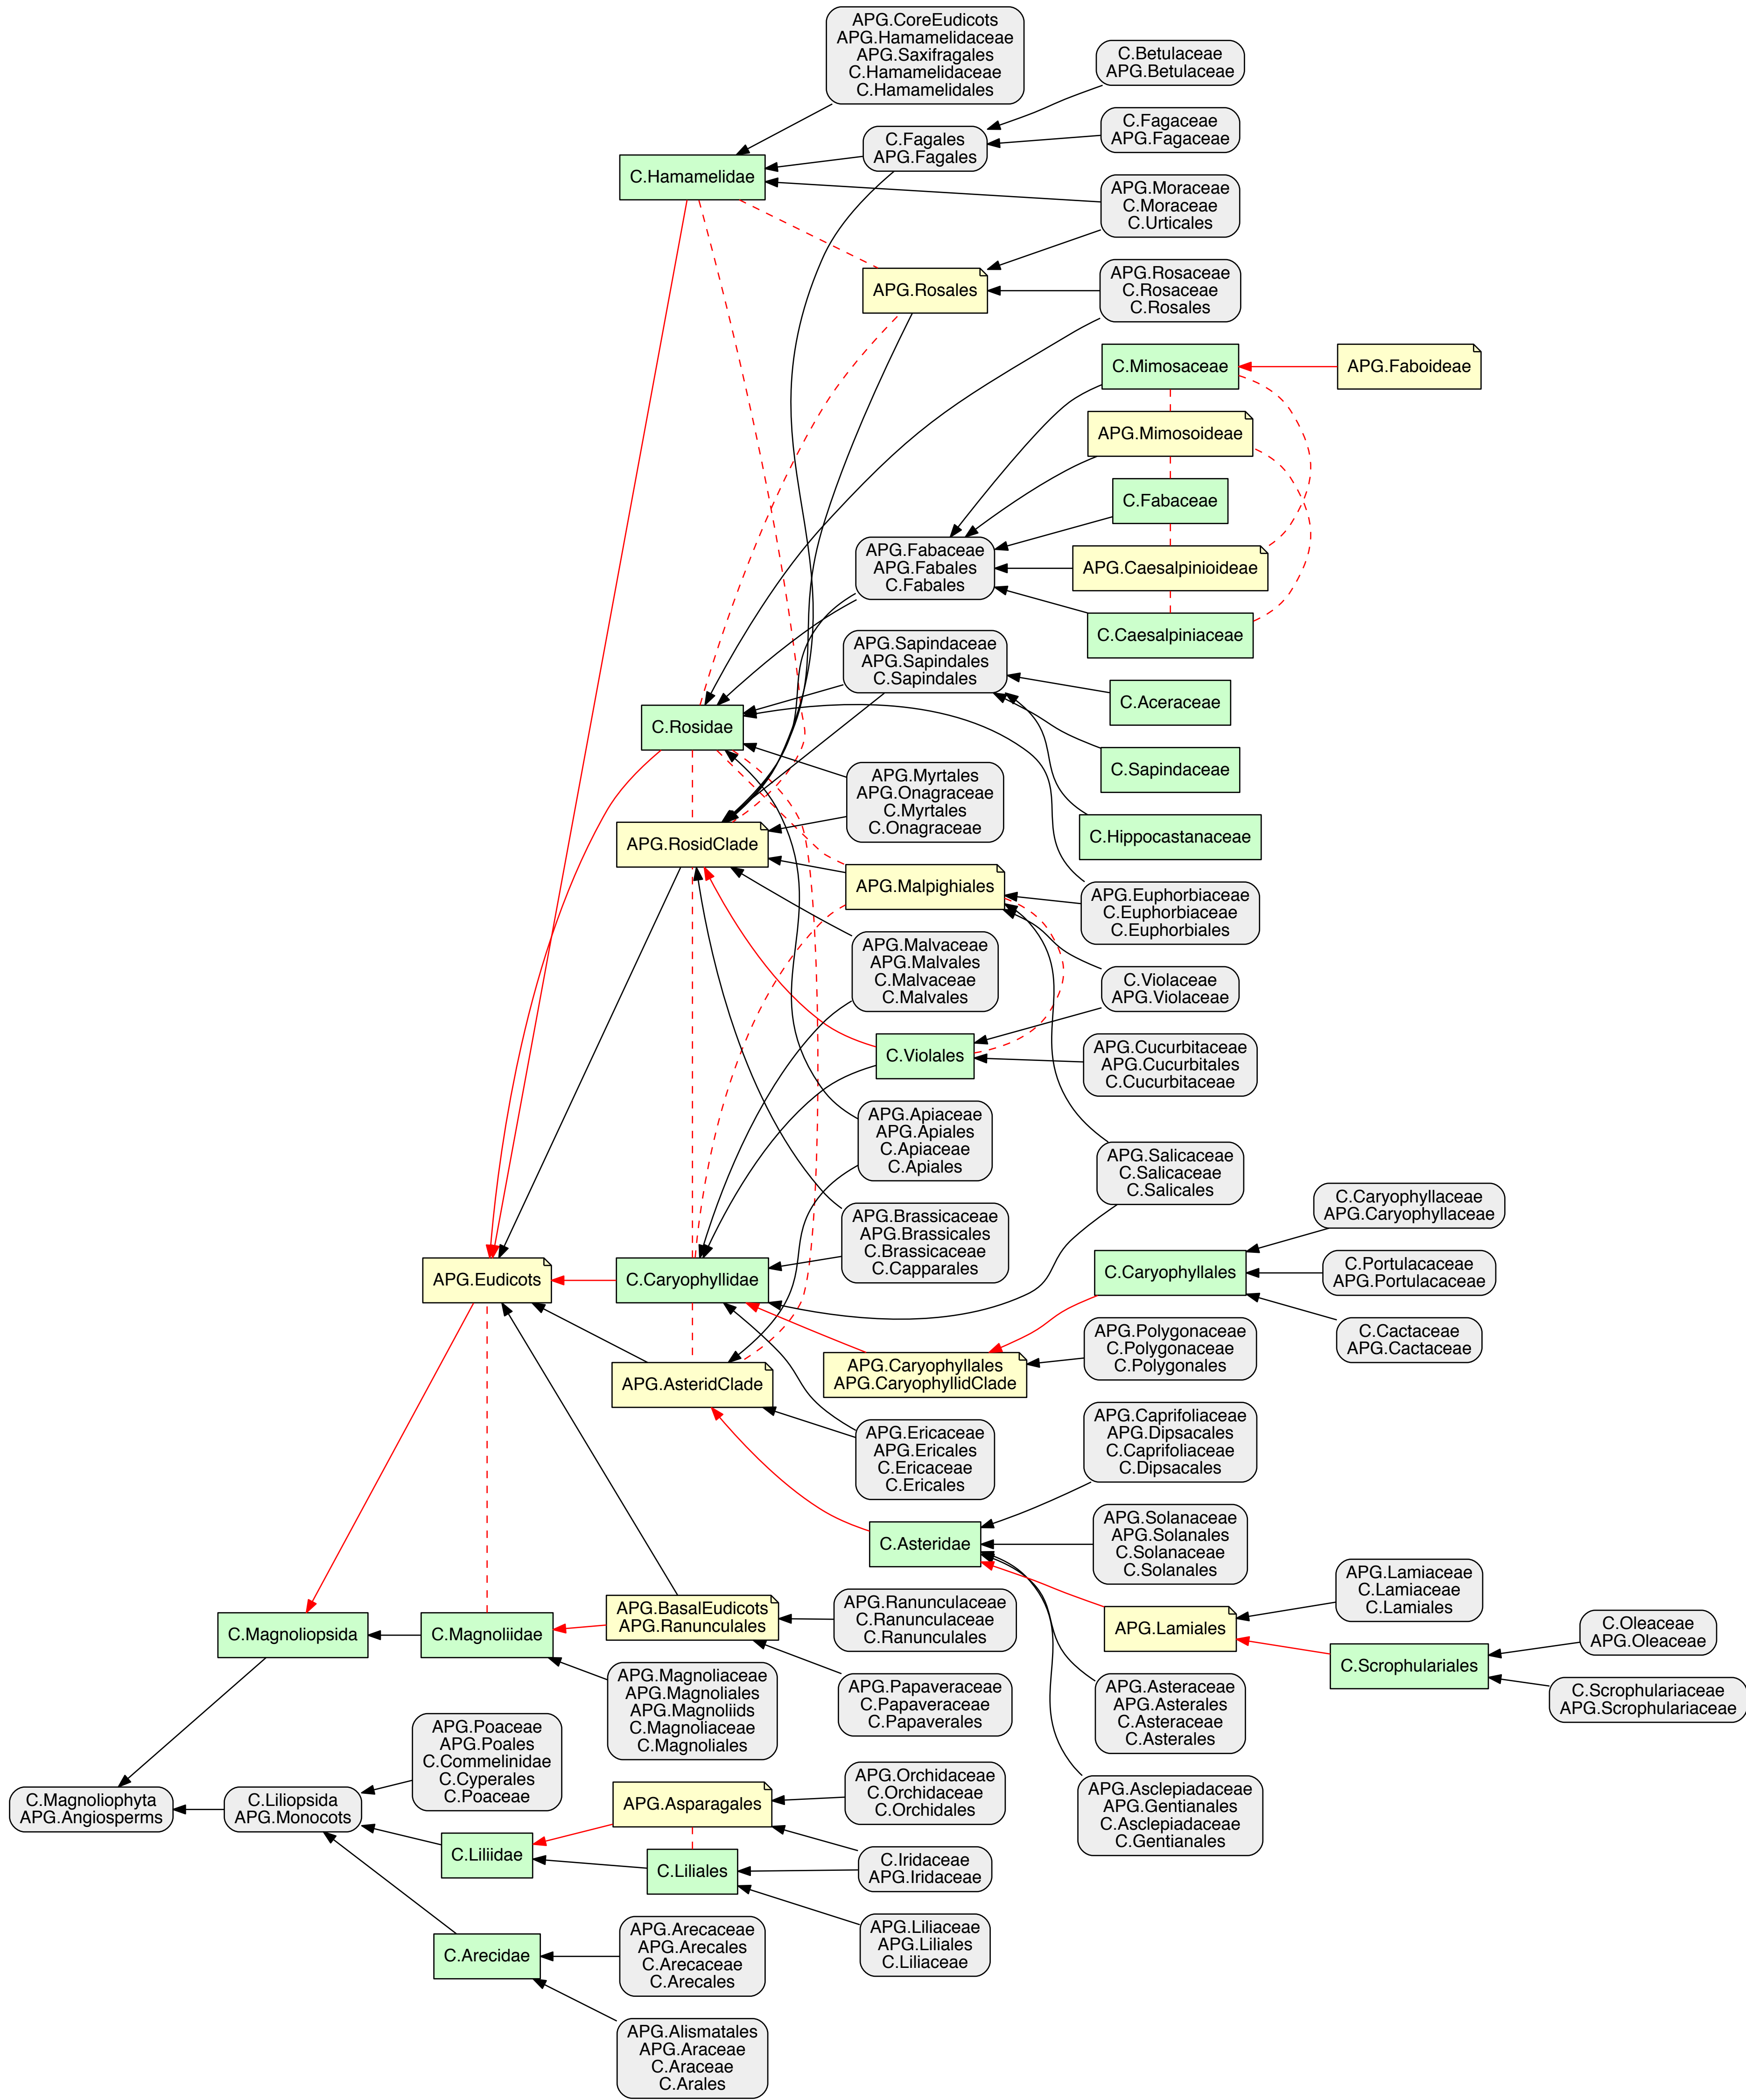 APG.CoreEudicots
APG.Hamamelidaceae
APG.Saxifragales
C.Hamamelidaceae
C.Hamamelidales
C.Betulaceae
APG.Betulaceae
C.Fagaceae
APG.Fagaceae
C.Fagales
APG.Fagales
C.Hamamelidae
APG.Moraceae
C.Moraceae
C.Urticales
APG.Rosales
APG.Rosaceae
C.Rosaceae
C.Rosales
C.Mimosaceae
APG.Faboideae
APG.Mimosoideae
C.Fabaceae
APG.Fabaceae
APG.Fabales
C.Fabales
APG.Caesalpinioideae
C.Caesalpiniaceae
APG.Sapindaceae
APG.Sapindales
C.Sapindales
C.Aceraceae
C.Rosidae
C.Sapindaceae
APG.Myrtales
APG.Onagraceae
C.Myrtales
C.Onagraceae
C.Hippocastanaceae
APG.RosidClade
APG.Malpighiales
APG.Euphorbiaceae
C.Euphorbiaceae
C.Euphorbiales
APG.Malvaceae
APG.Malvales
C.Malvaceae
C.Malvales
C.Violaceae
APG.Violaceae
C.Violales
APG.Cucurbitaceae
APG.Cucurbitales
C.Cucurbitaceae
APG.Apiaceae
APG.Apiales
C.Apiaceae
C.Apiales
APG.Salicaceae
C.Salicaceae
C.Salicales
C.Caryophyllaceae
APG.Caryophyllaceae
APG.Brassicaceae
APG.Brassicales
C.Brassicaceae
C.Capparales
APG.Eudicots
C.Caryophyllidae
C.Caryophyllales
C.Portulacaceae
APG.Portulacaceae
C.Cactaceae
APG.Cactaceae
APG.Polygonaceae
C.Polygonaceae
C.Polygonales
APG.AsteridClade
APG.Caryophyllales
APG.CaryophyllidClade
APG.Ericaceae
APG.Ericales
C.Ericaceae
C.Ericales
APG.Caprifoliaceae
APG.Dipsacales
C.Caprifoliaceae
C.Dipsacales
C.Asteridae
APG.Solanaceae
APG.Solanales
C.Solanaceae
C.Solanales
APG.Lamiaceae
C.Lamiaceae
C.Lamiales
C.Magnoliopsida
C.Magnoliidae
APG.BasalEudicots
APG.Ranunculales
APG.Ranunculaceae
C.Ranunculaceae
C.Ranunculales
APG.Lamiales
C.Oleaceae
APG.Oleaceae
C.Scrophulariales
C.Scrophulariaceae
APG.Scrophulariaceae
APG.Magnoliaceae
APG.Magnoliales
APG.Magnoliids
C.Magnoliaceae
C.Magnoliales
APG.Papaveraceae
C.Papaveraceae
C.Papaverales
APG.Asteraceae
APG.Asterales
C.Asteraceae
C.Asterales
APG.Poaceae
APG.Poales
C.Commelinidae
C.Cyperales
C.Poaceae
C.Magnoliophyta
APG.Angiosperms
C.Liliopsida
APG.Monocots
APG.Asparagales
APG.Orchidaceae
C.Orchidaceae
C.Orchidales
APG.Asclepiadaceae
APG.Gentianales
C.Asclepiadaceae
C.Gentianales
C.Liliidae
C.Liliales
C.Iridaceae
APG.Iridaceae
APG.Liliaceae
APG.Liliales
C.Liliaceae
C.Arecidae
APG.Arecaceae
APG.Arecales
C.Arecaceae
C.Arecales
APG.Alismatales
APG.Araceae
C.Araceae
C.Arales